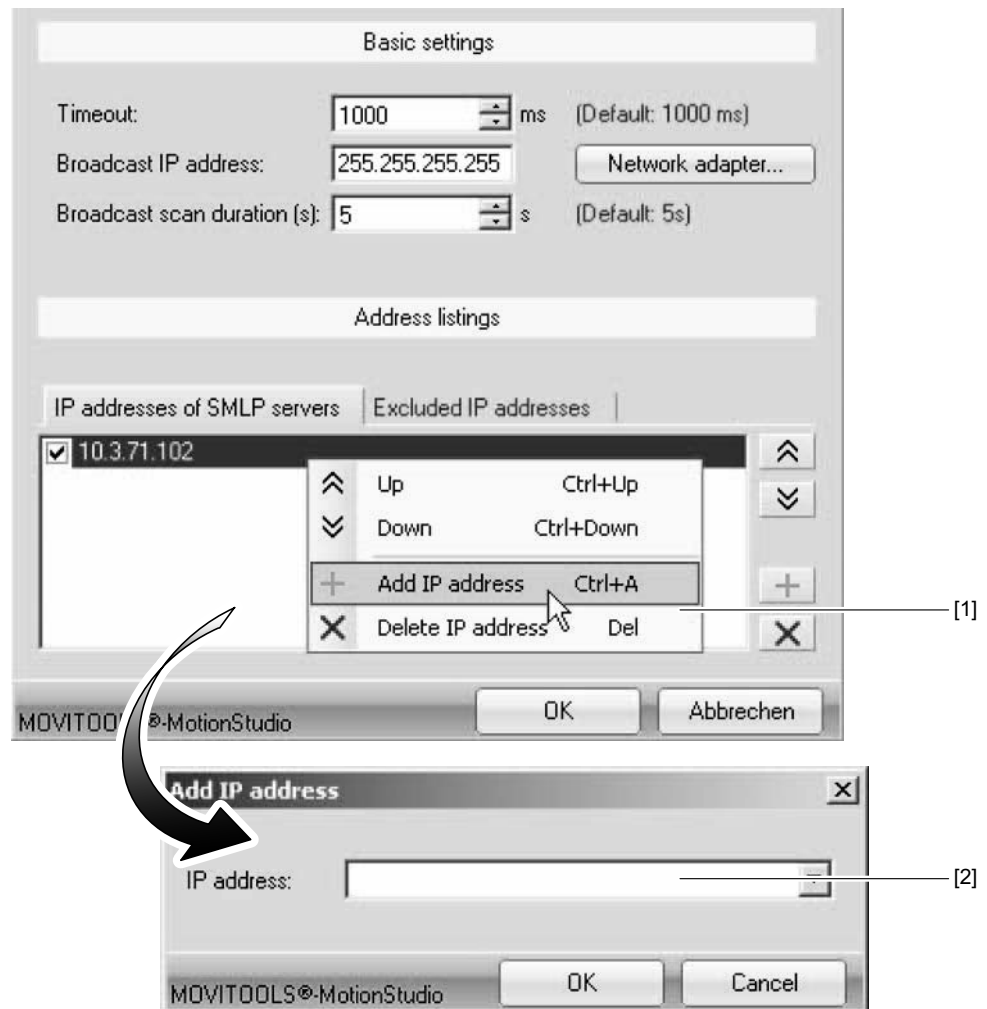 Basic settings
Timeout: 1000 ms (Default: 1000 ms)
Broadcast IP address: 255.255.255.255 Network adapter...
Broadcast scan duration (s): 5 s (Default: 5s)
Address listings
IP addresses of SMLP servers Excluded IP addresses
10.3.71.102
Up Ctrl+Up
Down Ctrl+Down
Add IP address Ctrl+A
[1]
Delete IP address Del
MOVITOO ®-MotionStudio OK Abbrechen
Add IP address
IP address: [2]
MOVITOOLS®-MotionStudio OK Cancel